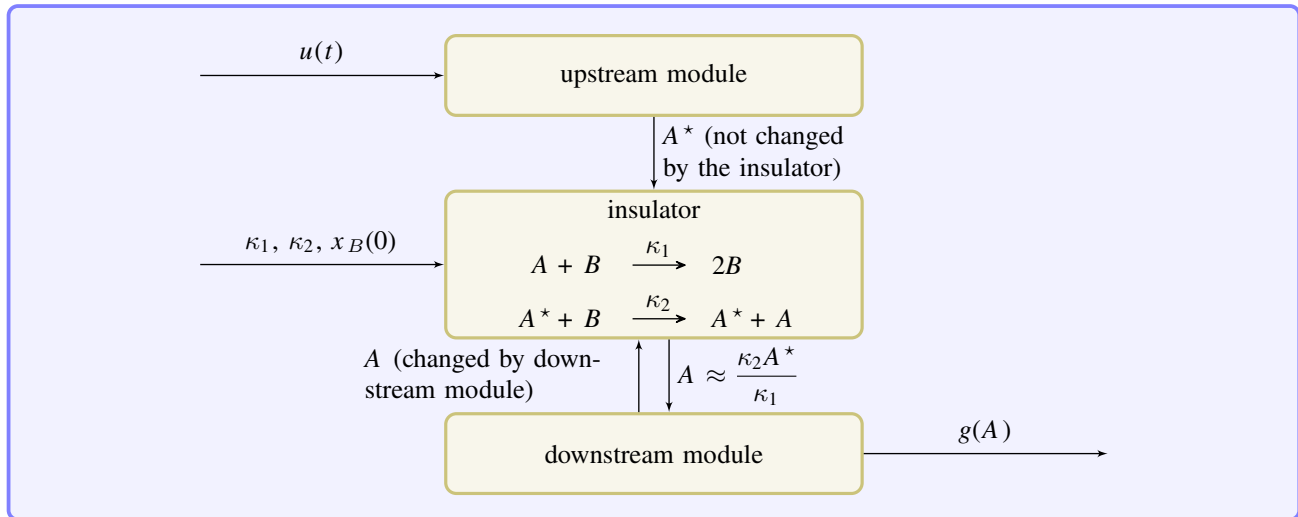 u(t)
upstream module
A⋆ (not changed
by the insulator)
insulator
κ₁, κ₂, x_B(0)
A + B —κ₁→ 2B
A⋆ + B —κ₂→ A⋆ + A
A (changed by down-
stream module)
A ≈ κ₂A⋆/κ₁
downstream module
g(A)